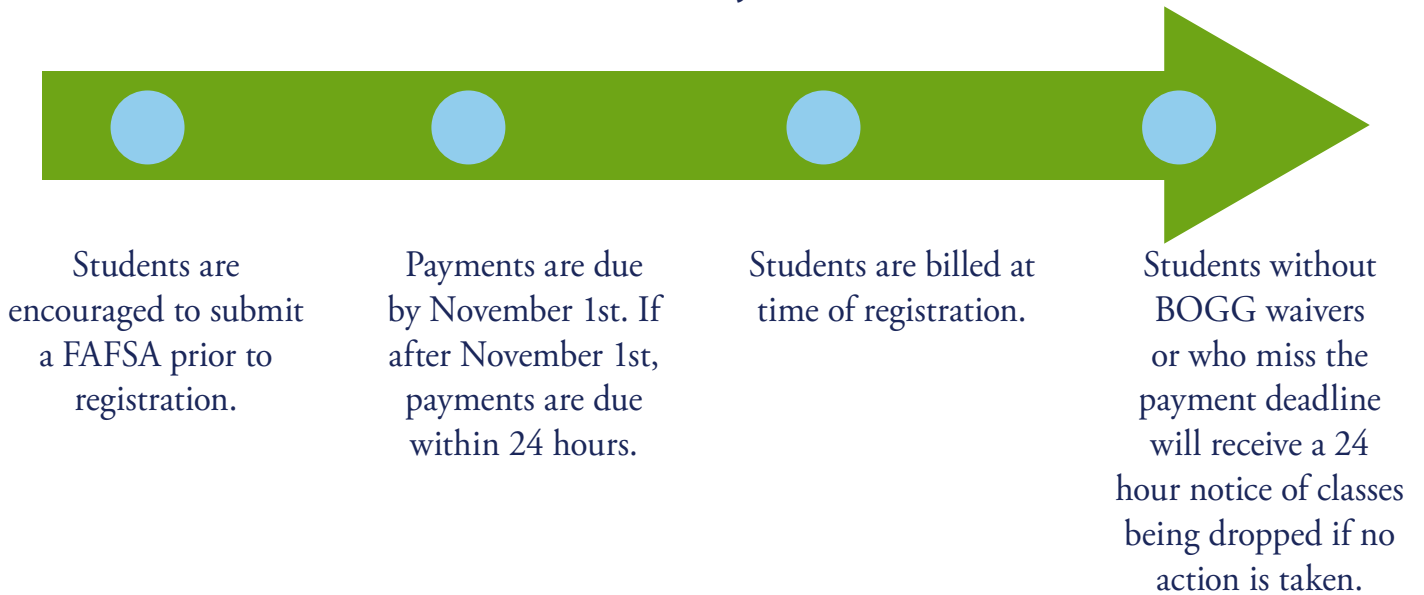 Students are
encouraged to submit
a FAFSA prior to
registration.
Payments are due
by November 1st. If
after November 1st,
payments are due
within 24 hours.
Students are billed at
time of registration.
Students without
BOGG waivers
or who miss the
payment deadline
will receive a 24
hour notice of classes
being dropped if no
action is taken.